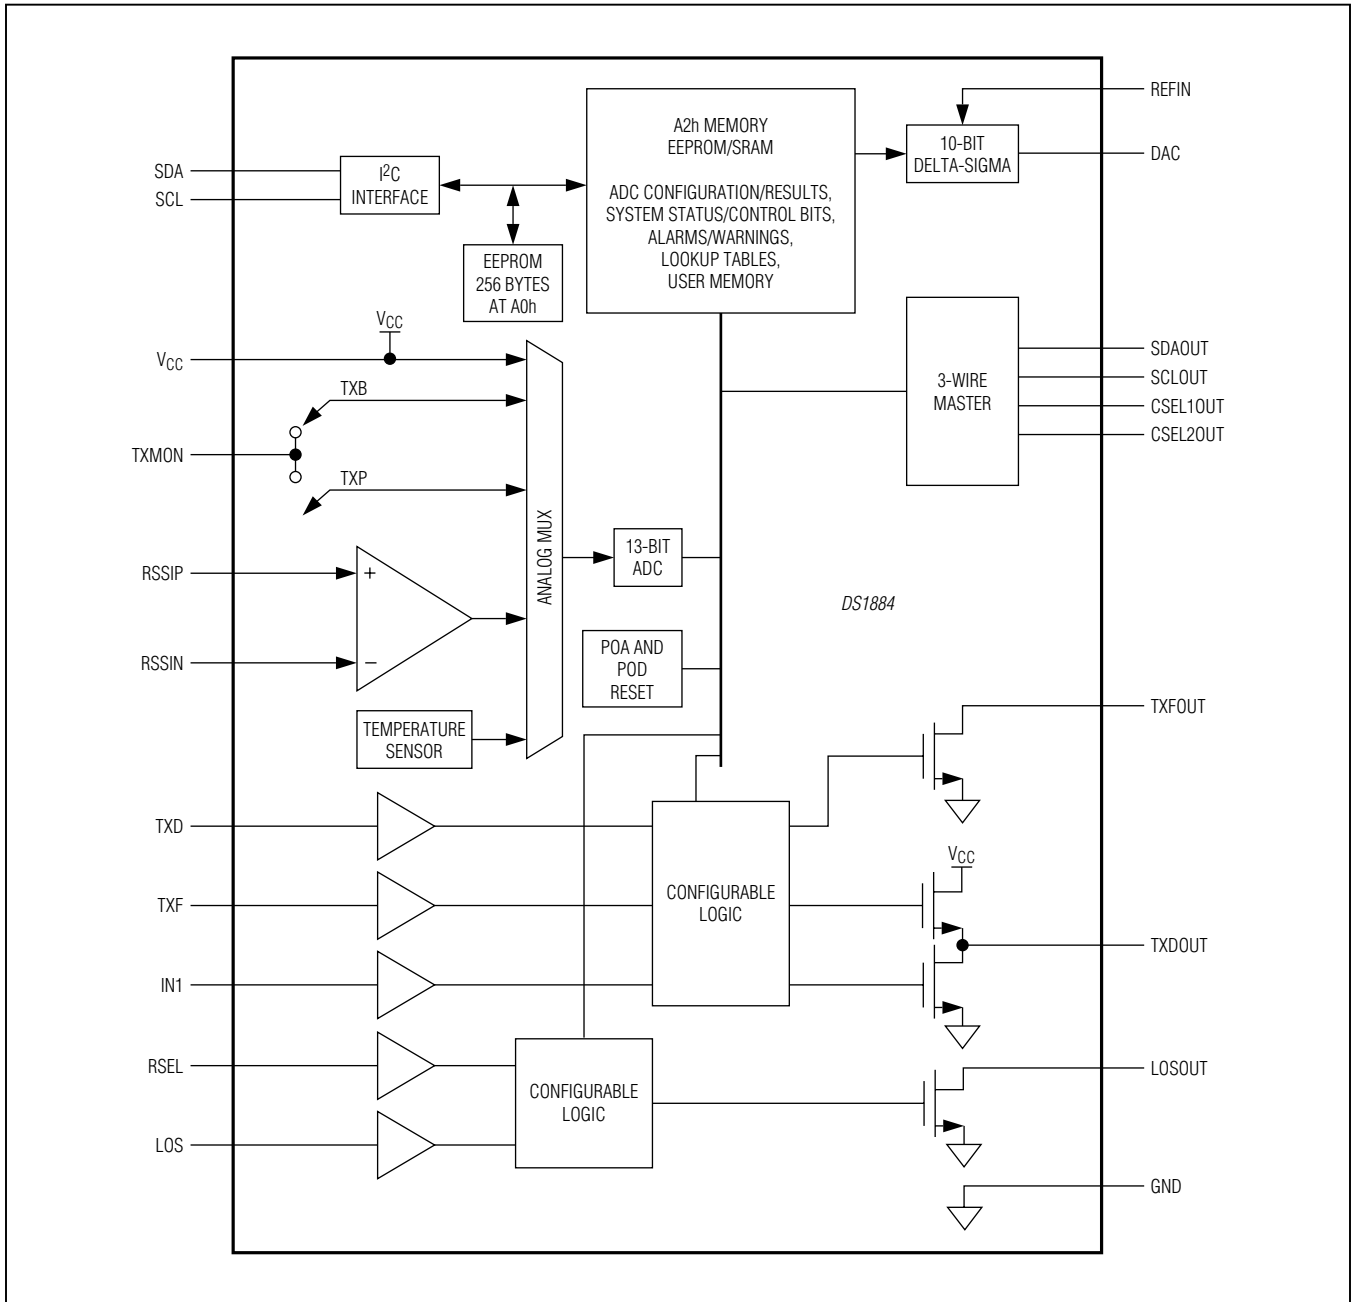 REFIN
A2h MEMORY
EEPROM/SRAM
ADC CONFIGURATION/RESULTS,
SYSTEM STATUS/CONTROL BITS,
ALARMS/WARNINGS,
LOOKUP TABLES,
USER MEMORY
10-BIT
DELTA-SIGMA
DAC
SDA
SCL
I2C
INTERFACE
EEPROM
256 BYTES
AT A0h
VCC
VCC
TXB
TXMON
TXP
ANALOG MUX
3-WIRE
MASTER
SDAOUT
SCLOUT
CSEL1OUT
CSEL2OUT
13-BIT
ADC
RSSIP
+
RSSIN
−
DS1884
POA AND
POD
RESET
TEMPERATURE
SENSOR
TXFOUT
TXD
TXF
IN1
CONFIGURABLE
LOGIC
VCC
TXDOUT
RSEL
LOS
CONFIGURABLE
LOGIC
LOSOUT
GND